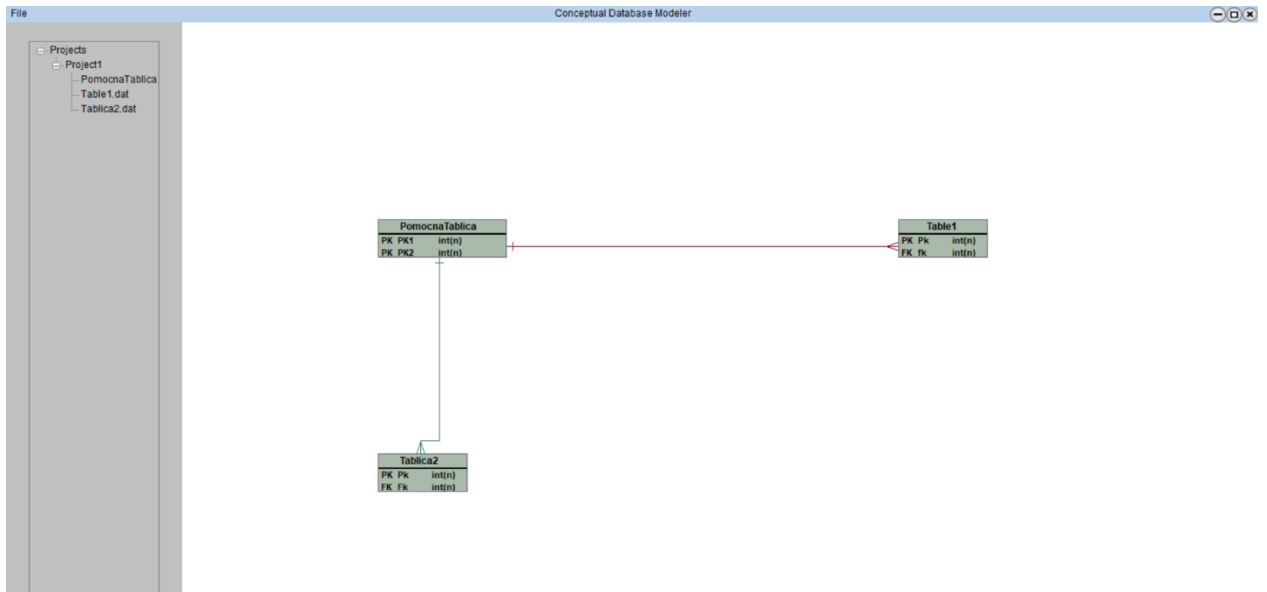 File
Conceptual Database Modeler
Projects
Project1
PomocnaTablica
Table1.dat
Tablica2.dat
PomocnaTablica
PK PK1 int(n)
PK PK2 int(n)
Table1
PK Pk int(n)
FK fk int(n)
Tablica2
PK Pk int(n)
FK Fk int(n)